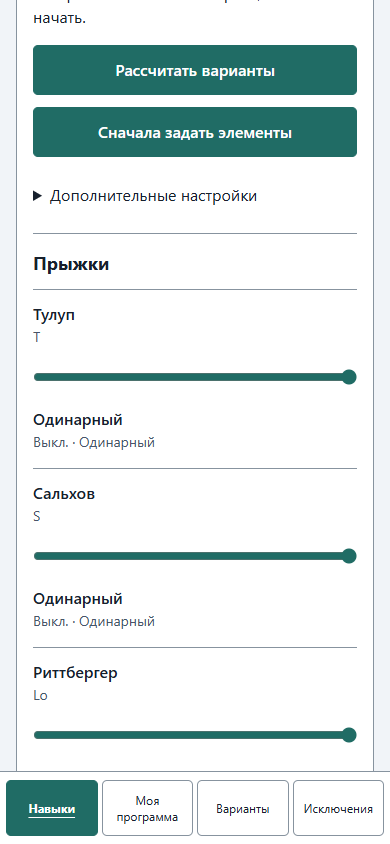 начать.
Рассчитать варианты
Сначала задать элементы
Дополнительные настройки
Прыжки
Тулуп
T
Одинарный
Выкл. · Одинарный
Сальхов
S
Одинарный
Выкл. · Одинарный
Риттбергер
Lo
Навыки
Моя
программа
Варианты
Исключения